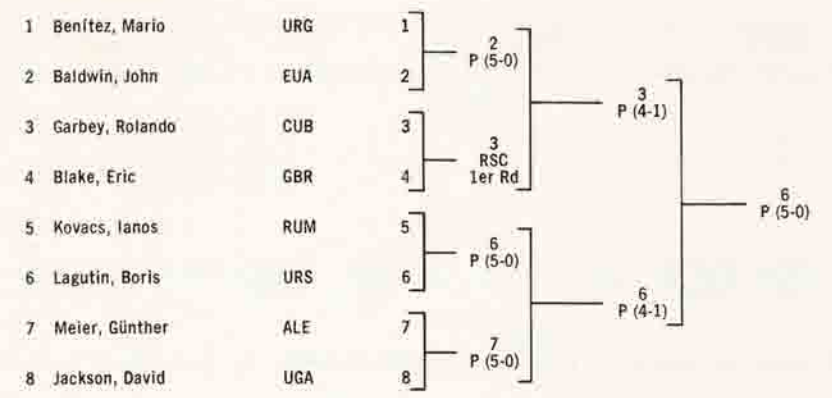 1 Benítez, Mario URG 1
2 Baldwin, John EUA 2
3 Garbey, Rolando CUB 3
4 Blake, Eric GBR 4
5 Kovacs, Ianos RUM 5
6 Lagutin, Boris URS 6
7 Meier, Günther ALE 7
8 Jackson, David UGA 8
2
P (5-0)
3
RSC
1er Rd
6
P (5-0)
7
P (5-0)
3
P (4-1)
6
P (4-1)
6
P (5-0)